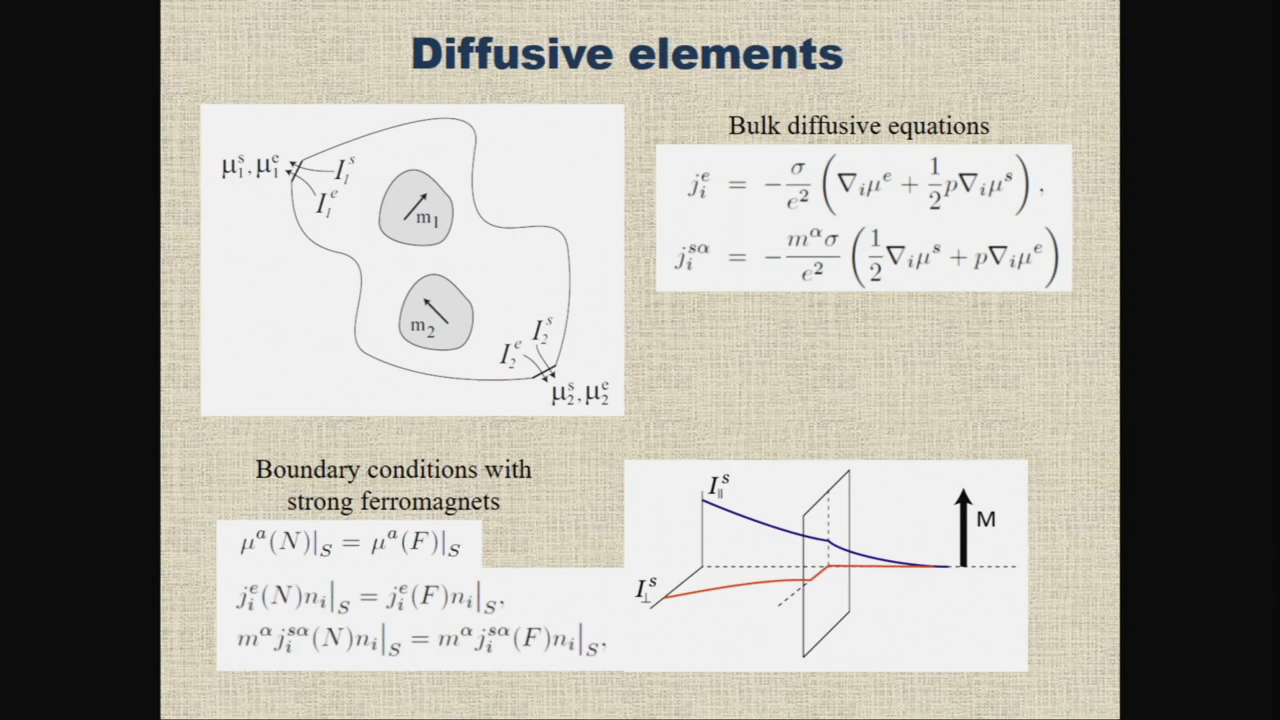 Diffusive elements
μ₁ˢ, μ₁ᵉ
I₁ˢ
I₁ᵉ
m₁
m₂
I₂ˢ
I₂ᵉ
μ₂ˢ, μ₂ᵉ
Bulk diffusive equations
jᵢᵉ = −σ/e² (∇ᵢμᵉ + 1/2 p∇ᵢμˢ),
jᵢˢᵅ = −mᵅσ/e² (1/2 ∇ᵢμˢ + p∇ᵢμᵉ)
Boundary conditions with
strong ferromagnets
μᵃ(N)|_S = μᵃ(F)|_S
jᵢᵉ(N)nᵢ|_S = jᵢᵉ(F)nᵢ|_S,
mᵅjᵢˢᵅ(N)nᵢ|_S = mᵅjᵢˢᵅ(F)nᵢ|_S,
I∥ˢ
M
I⊥ˢ